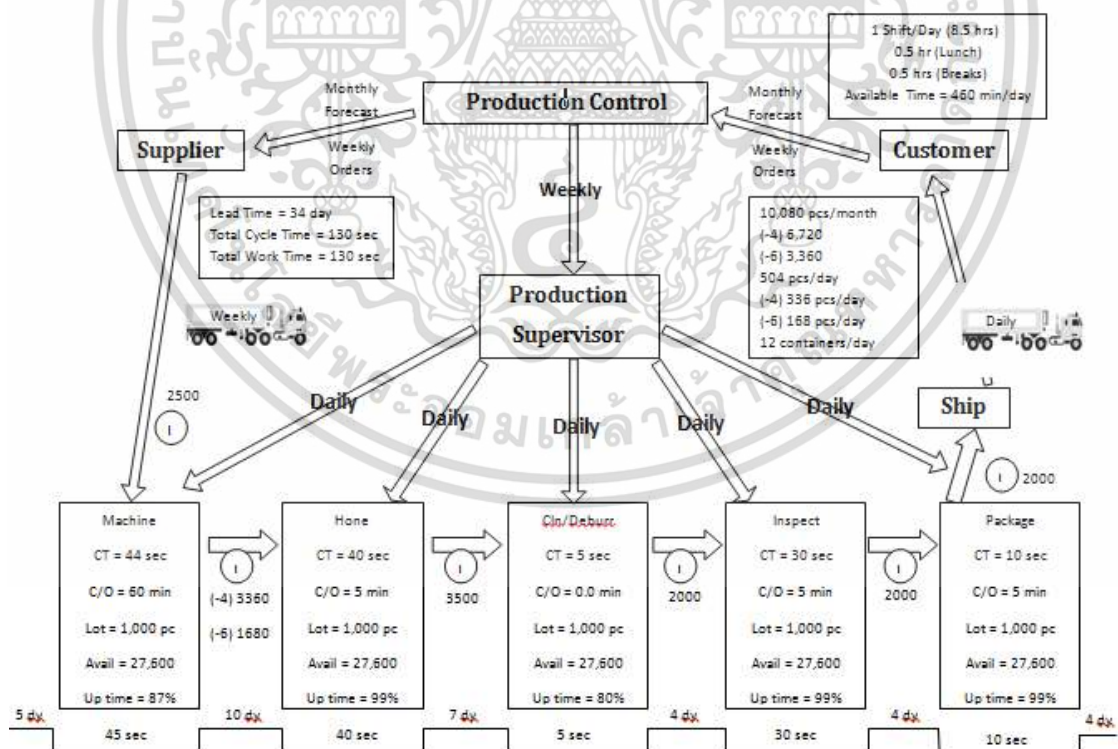 1 Shift/Day (8.5 hrs)
0.5 hr (Lunch)
0.5 hrs (Breaks)
Available Time = 460 min/day
Production Control
Monthly
Forecast
Weekly
Orders
Monthly
Forecast
Weekly
Orders
Supplier
Customer
Weekly
Lead Time = 34 day
Total Cycle Time = 130 sec
Total Work Time = 130 sec
10,080 pcs/month
(-4) 6,720
(-6) 3,360
504 pcs/day
(-4) 336 pcs/day
(-6) 168 pcs/day
12 containers/day
Production
Supervisor
Weekly
Daily
2500
I
Daily
Daily
Daily
Daily
Daily
Ship
I
2000
Machine
CT = 44 sec
C/O = 60 min
Lot = 1,000 pc
Avail = 27,600
Up time = 87%
I
(-4) 3360
(-6) 1680
Hone
CT = 40 sec
C/O = 5 min
Lot = 1,000 pc
Avail = 27,600
Up time = 99%
I
3500
Cln/Deburr
CT = 5 sec
C/O = 0.0 min
Lot = 1,000 pc
Avail = 27,600
Up time = 80%
I
2000
Inspect
CT = 30 sec
C/O = 5 min
Lot = 1,000 pc
Avail = 27,600
Up time = 99%
I
2000
Package
CT = 10 sec
C/O = 5 min
Lot = 1,000 pc
Avail = 27,600
Up time = 99%
5 dy
45 sec
10 dy
40 sec
7 dy
5 sec
4 dy
30 sec
4 dy
10 sec
4 dy